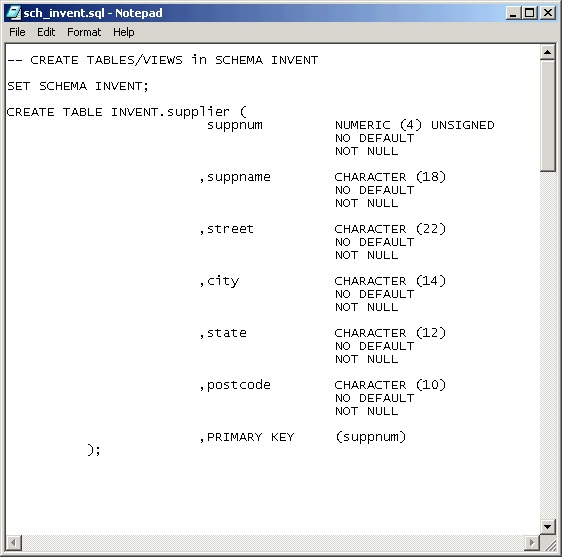 sch_invent.sql - Notepad
File Edit Format Help
-- CREATE TABLES/VIEWS in SCHEMA INVENT
SET SCHEMA INVENT;
CREATE TABLE INVENT.supplier (
suppnum NUMERIC (4) UNSIGNED
NO DEFAULT
NOT NULL
,suppname CHARACTER (18)
NO DEFAULT
NOT NULL
,street CHARACTER (22)
NO DEFAULT
NOT NULL
,city CHARACTER (14)
NO DEFAULT
NOT NULL
,state CHARACTER (12)
NO DEFAULT
NOT NULL
,postcode CHARACTER (10)
NO DEFAULT
NOT NULL
,PRIMARY KEY (suppnum)
);